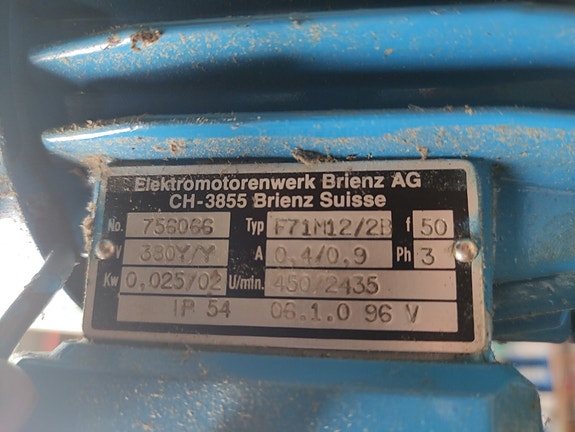 Elektromotorenwerk Brienz AG
CH-3855 Brienz Suisse
No. 756066 Typ F71M12/2B f 50
V 380Y/Y A 0,4/0,9 Ph 3
Kw 0,025/02 U/min. 450/2435
IP 54 06.1.0 96 V